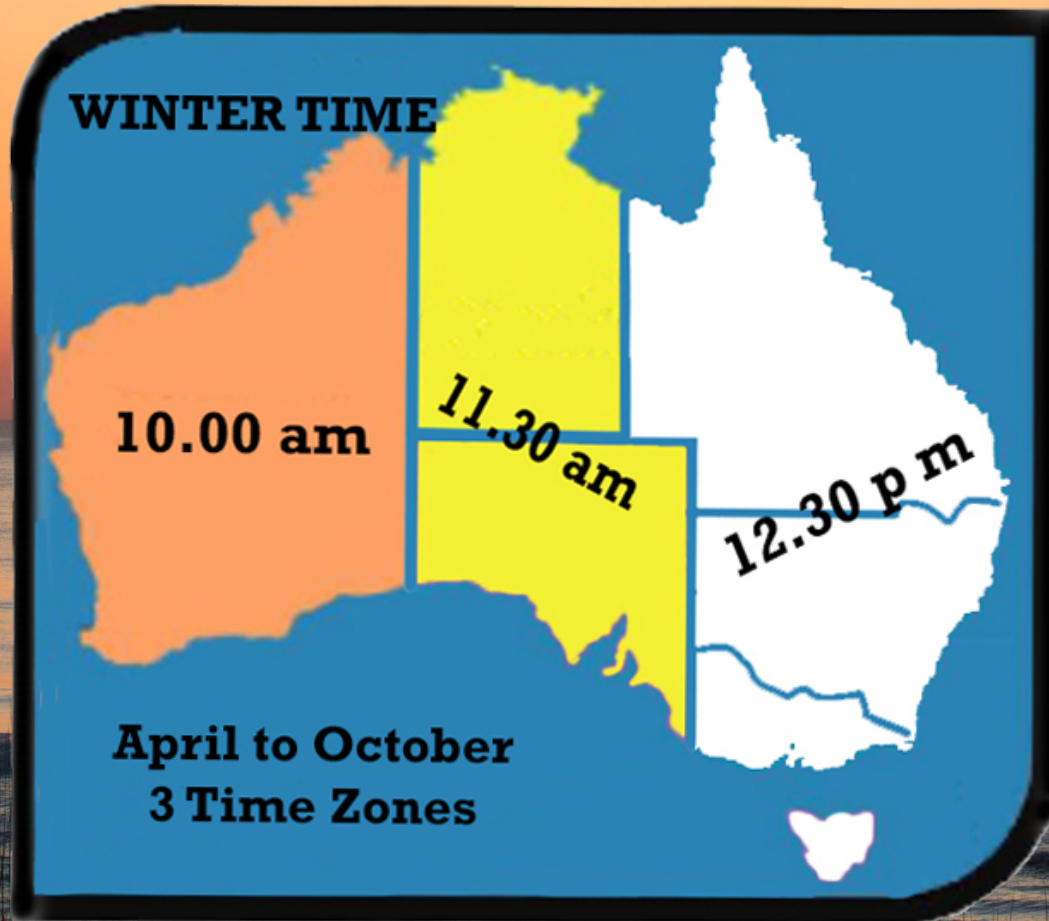 WINTER TIME
10.00 am
11.30 am
12.30 p m
April to October
3 Time Zones